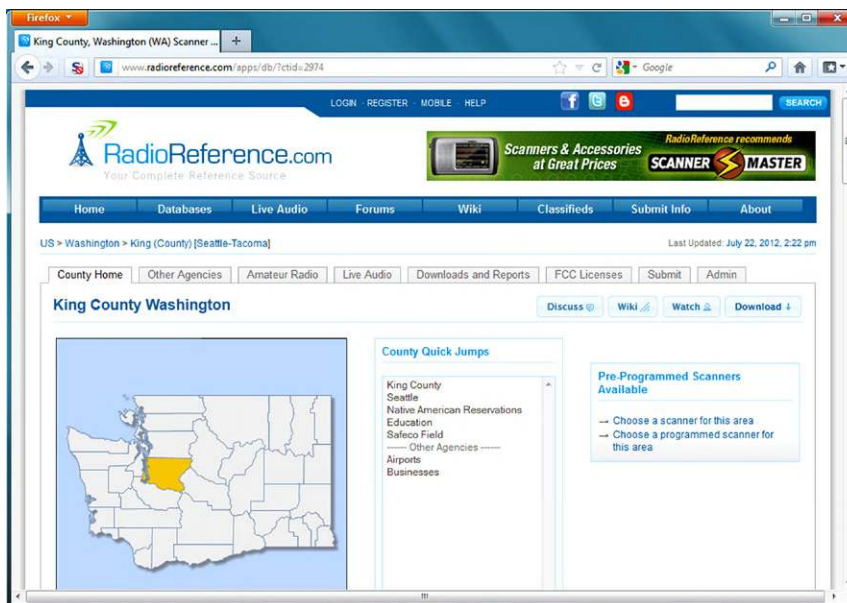 Firefox
King County, Washington (WA) Scanner ...
+
www.radioreference.com/apps/db/?ctid=2974
Google
LOGIN · REGISTER · MOBILE · HELP
SEARCH
RadioReference.com
Your Complete Reference Source
Scanners & Accessories
at Great Prices
RadioReference recommends
SCANNER MASTER
Home Databases Live Audio Forums Wiki Classifieds Submit Info About
US > Washington > King (County) [Seattle-Tacoma]
Last Updated: July 22, 2012, 2:22 pm
County Home Other Agencies Amateur Radio Live Audio Downloads and Reports FCC Licenses Submit Admin
King County Washington
Discuss Wiki Watch Download
County Quick Jumps
King County
Seattle
Native American Reservations
Education
Safeco Field
------ Other Agencies ------
Airports
Businesses
Pre-Programmed Scanners
Available
→ Choose a scanner for this area
→ Choose a programmed scanner for
this area